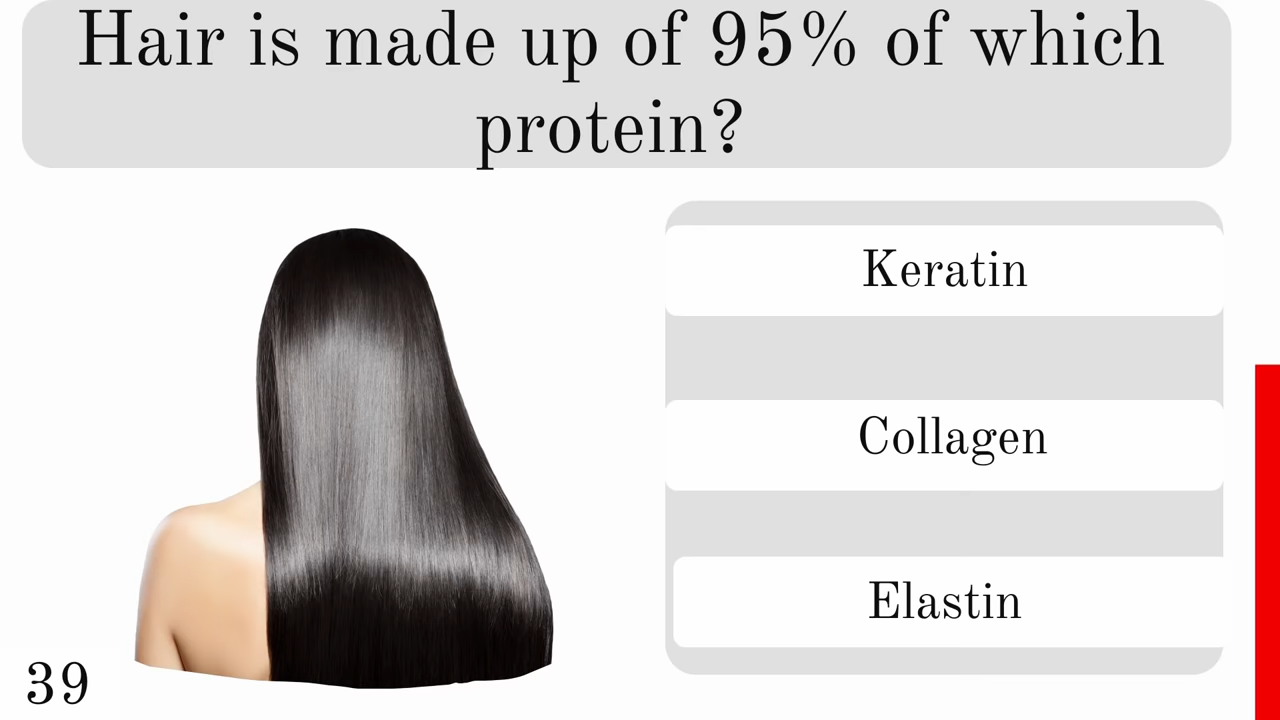 Hair is made up of 95% of which
protein?
Keratin
Collagen
Elastin
39